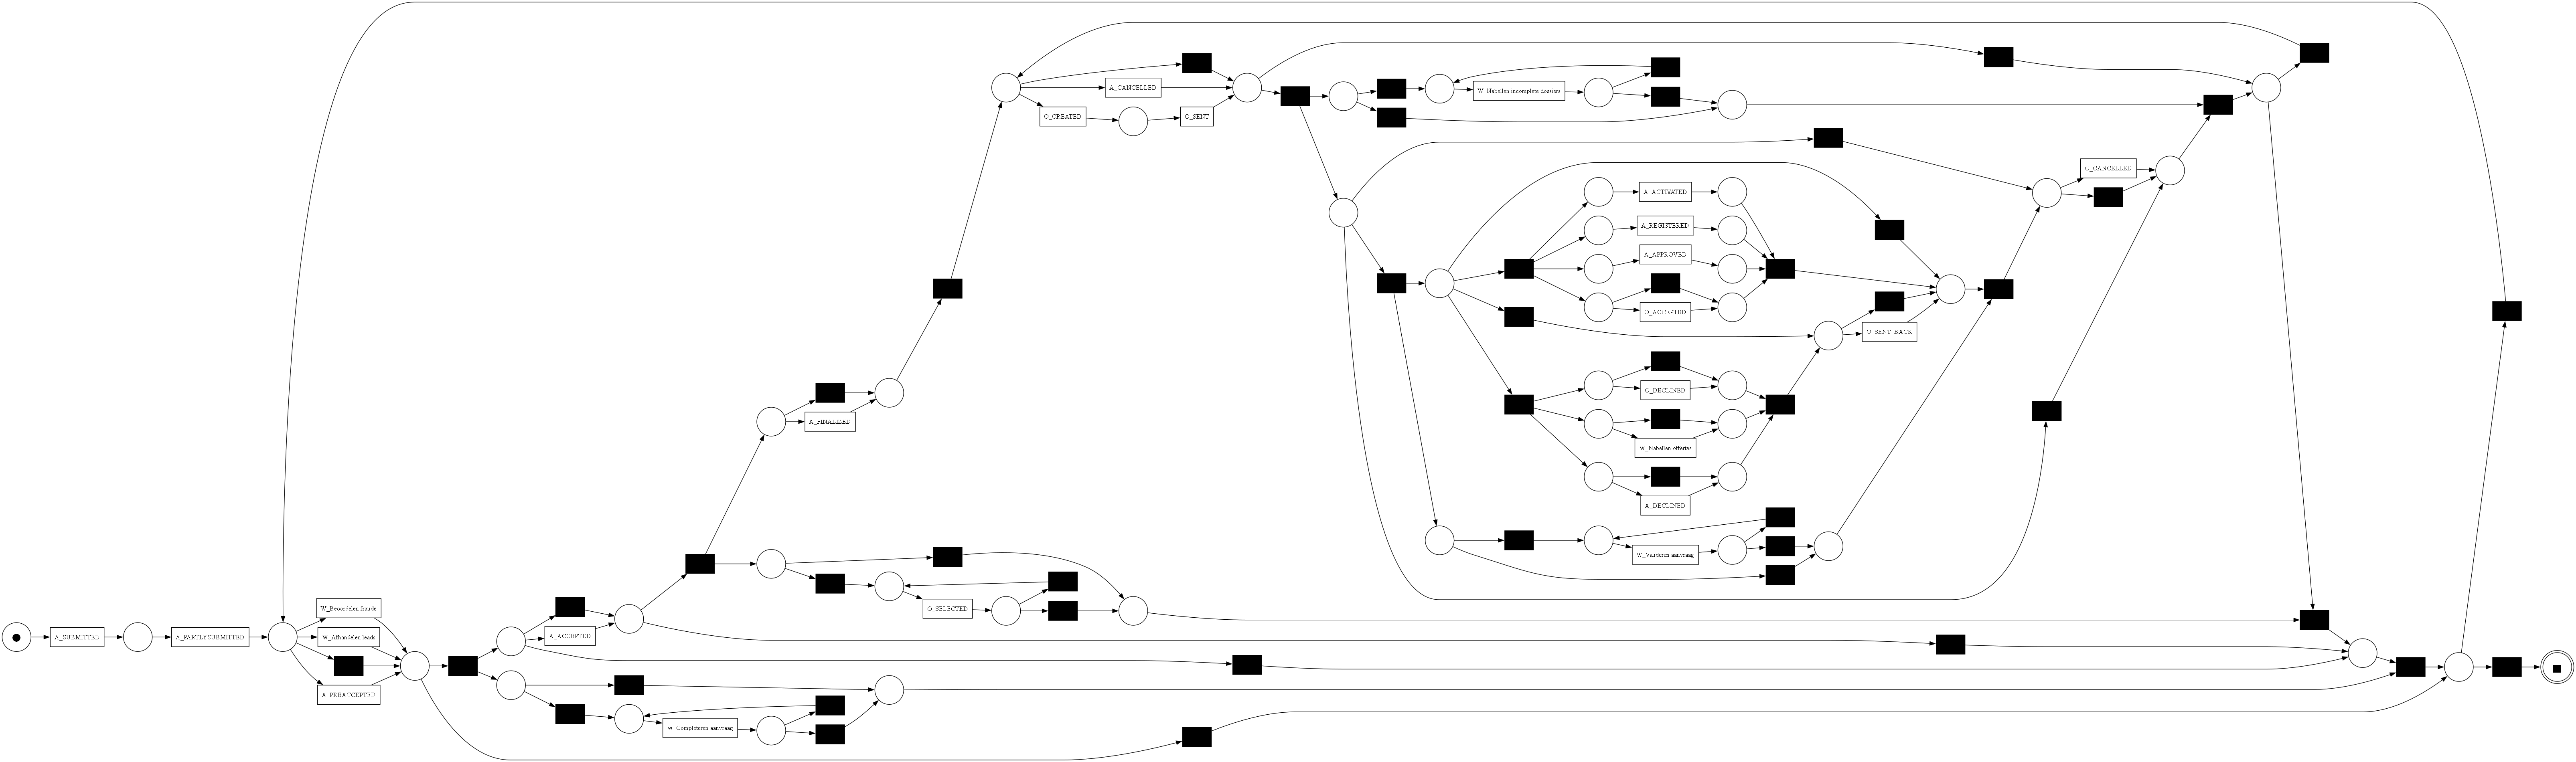 A_CANCELLED
O_CREATED
O_SENT
W_Nabellen incomplete dossiers
O_CANCELLED
A_ACTIVATED
A_REGISTERED
A_APPROVED
O_ACCEPTED
O_SENT_BACK
O_DECLINED
A_FINALIZED
W_Nabellen offertes
A_DECLINED
W_Valideren aanvraag
W_Beoordelen fraude
O_SELECTED
A_SUBMITTED
A_PARTLYSUBMITTED
W_Afhandelen leads
A_ACCEPTED
A_PREACCEPTED
W_Completeren aanvraag